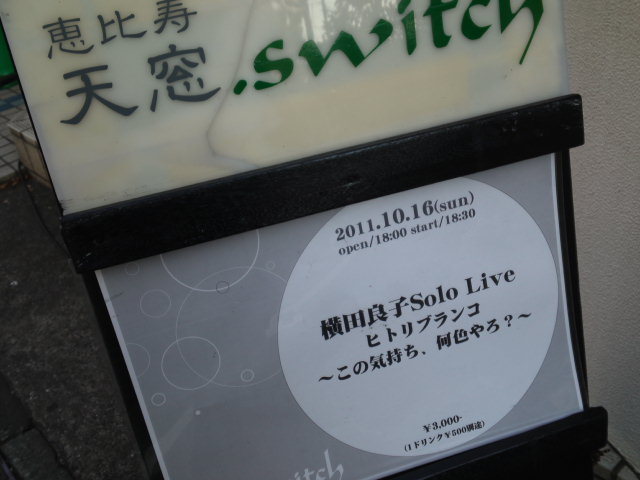 恵比寿
天窓.switch
2011.10.16(sun)
open/18:00 start/18:30
横田良子Solo Live
ヒトリブランコ
～この気持ち、何色やろ？～
￥3,000-
(1ドリンク￥500別途)
switch